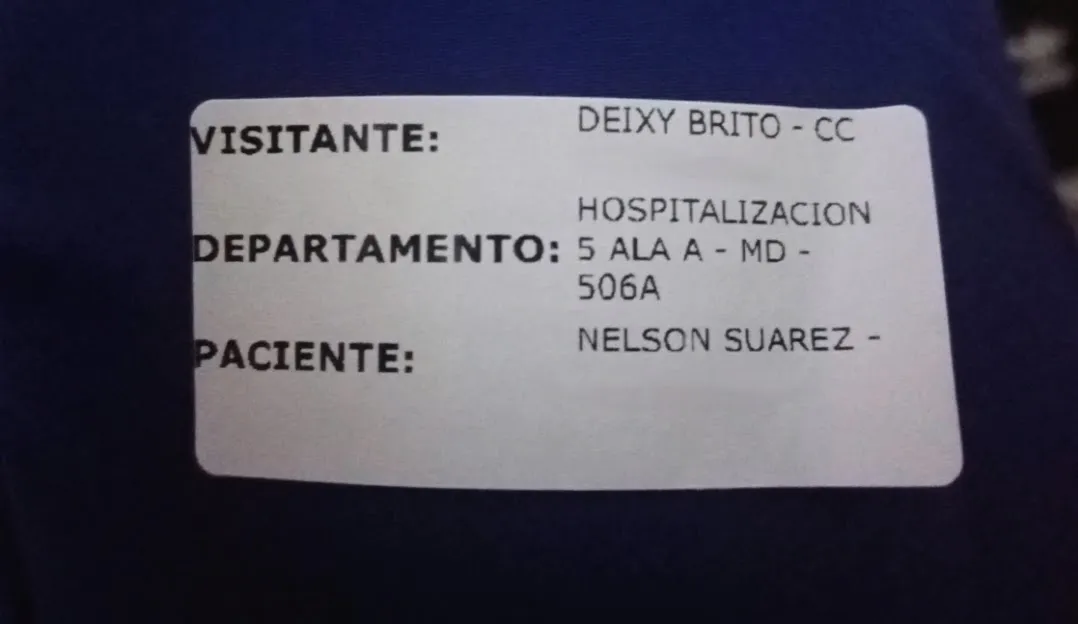 VISITANTE: DEIXY BRITO - CC
HOSPITALIZACION
DEPARTAMENTO: 5 ALA A - MD -
506A
PACIENTE: NELSON SUAREZ -